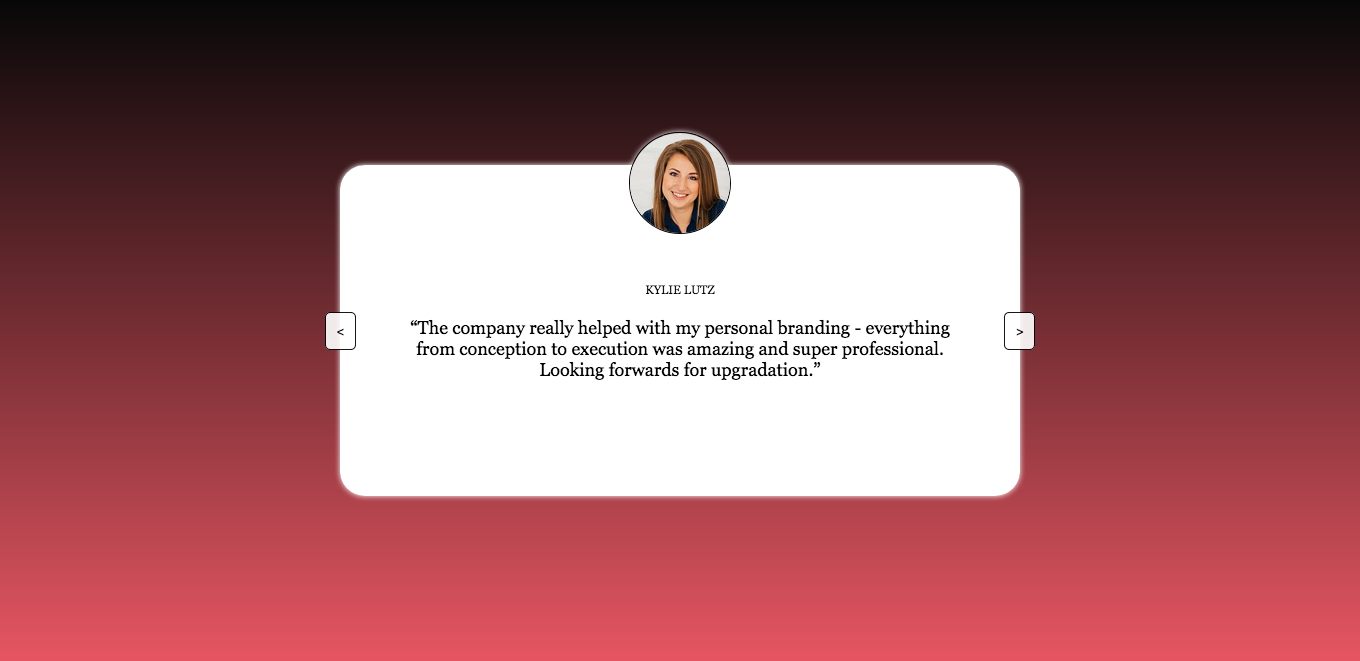 KYLIE LUTZ
<
“The company really helped with my personal branding - everything
from conception to execution was amazing and super professional.
Looking forwards for upgradation.”
>